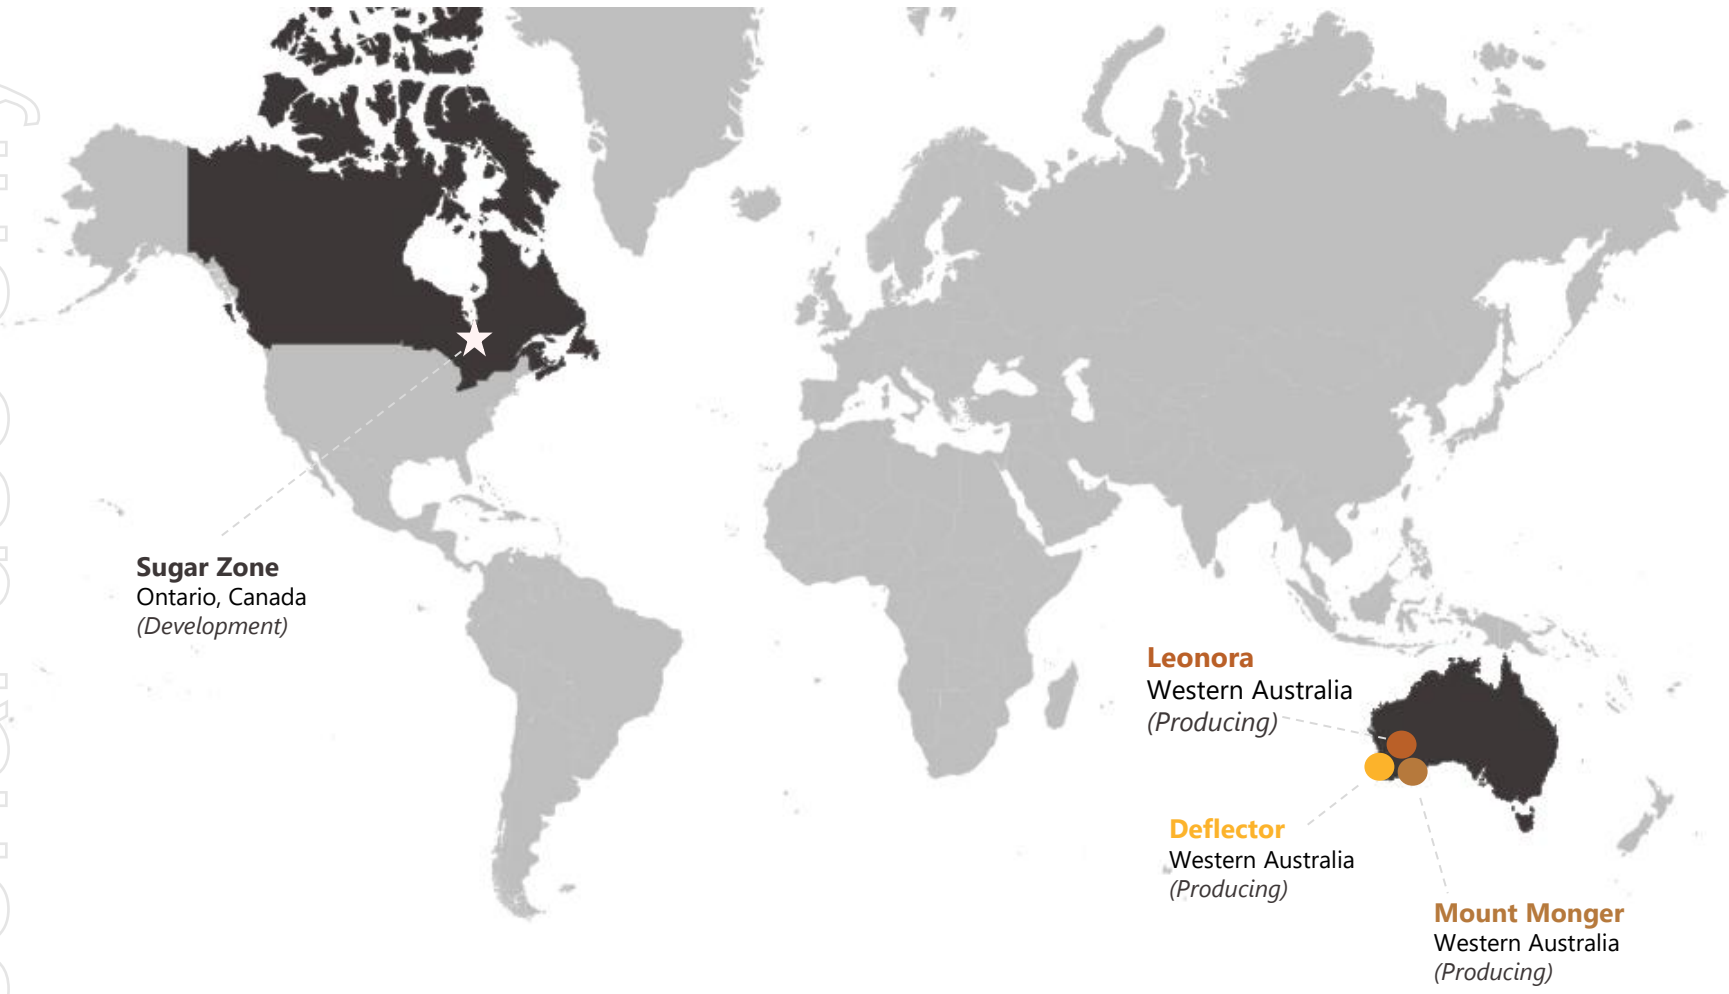 Sugar Zone
Ontario, Canada
(Development)
Leonora
Western Australia
(Producing)
Deflector
Western Australia
(Producing)
Mount Monger
Western Australia
(Producing)